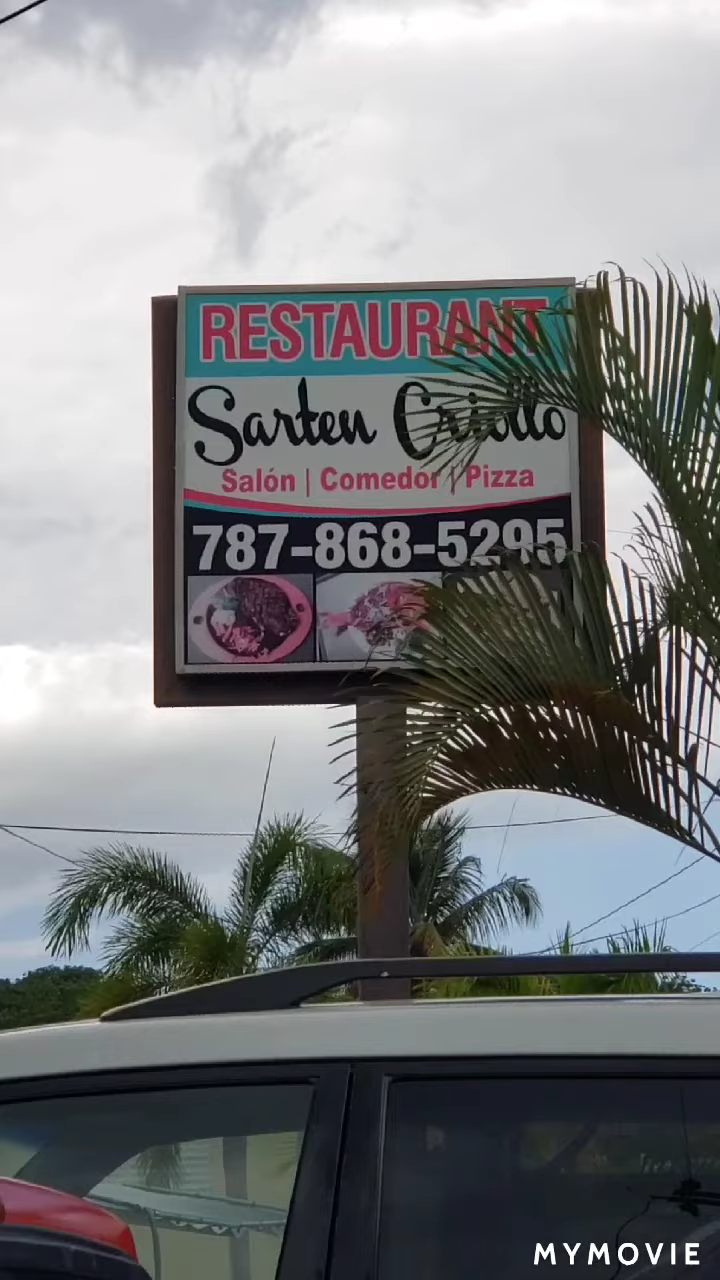 RESTAURANT
Sarten Criollo
Salón | Comedor | Pizza
787-868-5295
MYMOVIE